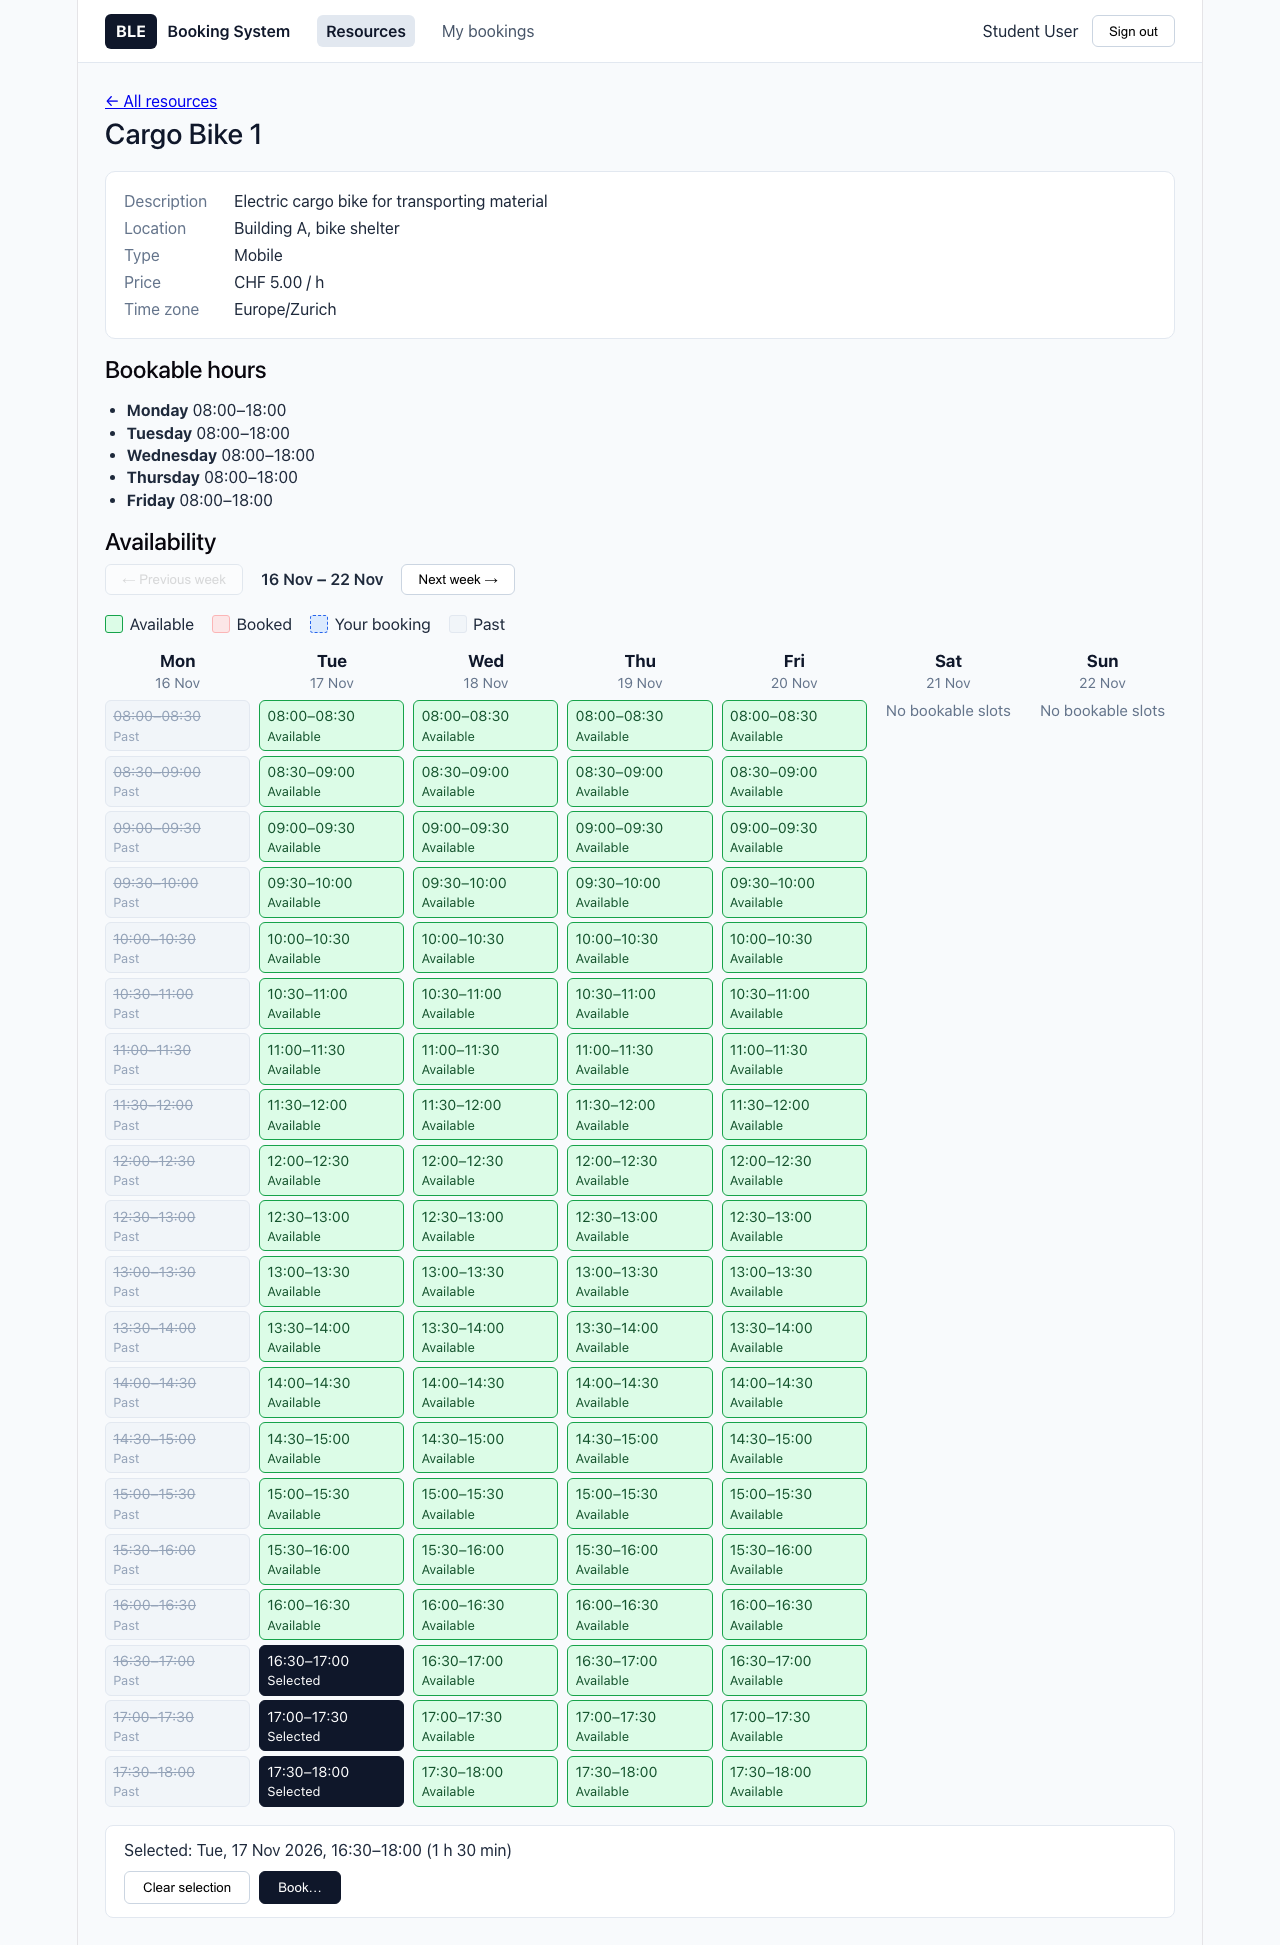 BLE Booking System Resources My bookings Student User Sign out
← All resources
Cargo Bike 1
Description Electric cargo bike for transporting material
Location Building A, bike shelter
Type Mobile
Price CHF 5.00 / h
Time zone Europe/Zurich
Bookable hours
• Monday 08:00–18:00
• Tuesday 08:00–18:00
• Wednesday 08:00–18:00
• Thursday 08:00–18:00
• Friday 08:00–18:00
Availability
← Previous week 16 Nov – 22 Nov Next week →
Available Booked Your booking Past
Mon Tue Wed Thu Fri Sat Sun
16 Nov 17 Nov 18 Nov 19 Nov 20 Nov 21 Nov 22 Nov
08:00–08:30 08:00–08:30 08:00–08:30 08:00–08:30 08:00–08:30 No bookable slots No bookable slots
Past Available Available Available Available
08:30–09:00 08:30–09:00 08:30–09:00 08:30–09:00 08:30–09:00
Past Available Available Available Available
09:00–09:30 09:00–09:30 09:00–09:30 09:00–09:30 09:00–09:30
Past Available Available Available Available
09:30–10:00 09:30–10:00 09:30–10:00 09:30–10:00 09:30–10:00
Past Available Available Available Available
10:00–10:30 10:00–10:30 10:00–10:30 10:00–10:30 10:00–10:30
Past Available Available Available Available
10:30–11:00 10:30–11:00 10:30–11:00 10:30–11:00 10:30–11:00
Past Available Available Available Available
11:00–11:30 11:00–11:30 11:00–11:30 11:00–11:30 11:00–11:30
Past Available Available Available Available
11:30–12:00 11:30–12:00 11:30–12:00 11:30–12:00 11:30–12:00
Past Available Available Available Available
12:00–12:30 12:00–12:30 12:00–12:30 12:00–12:30 12:00–12:30
Past Available Available Available Available
12:30–13:00 12:30–13:00 12:30–13:00 12:30–13:00 12:30–13:00
Past Available Available Available Available
13:00–13:30 13:00–13:30 13:00–13:30 13:00–13:30 13:00–13:30
Past Available Available Available Available
13:30–14:00 13:30–14:00 13:30–14:00 13:30–14:00 13:30–14:00
Past Available Available Available Available
14:00–14:30 14:00–14:30 14:00–14:30 14:00–14:30 14:00–14:30
Past Available Available Available Available
14:30–15:00 14:30–15:00 14:30–15:00 14:30–15:00 14:30–15:00
Past Available Available Available Available
15:00–15:30 15:00–15:30 15:00–15:30 15:00–15:30 15:00–15:30
Past Available Available Available Available
15:30–16:00 15:30–16:00 15:30–16:00 15:30–16:00 15:30–16:00
Past Available Available Available Available
16:00–16:30 16:00–16:30 16:00–16:30 16:00–16:30 16:00–16:30
Past Available Available Available Available
16:30–17:00 16:30–17:00 16:30–17:00 16:30–17:00 16:30–17:00
Past Selected Available Available Available
17:00–17:30 17:00–17:30 17:00–17:30 17:00–17:30 17:00–17:30
Past Selected Available Available Available
17:30–18:00 17:30–18:00 17:30–18:00 17:30–18:00 17:30–18:00
Past Selected Available Available Available
Selected: Tue, 17 Nov 2026, 16:30–18:00 (1 h 30 min)
Clear selection Book…